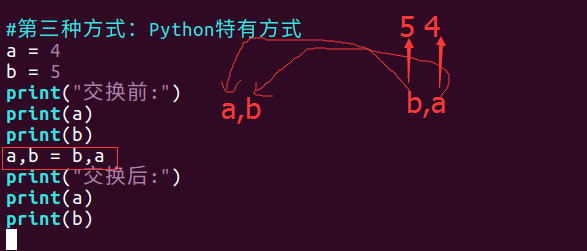 #第三种方式：Python特有方式
a = 4
b = 5
print("交换前:")
print(a)
print(b)
a,b = b,a
print("交换后:")
print(a)
print(b)
5 4
a,b
b,a